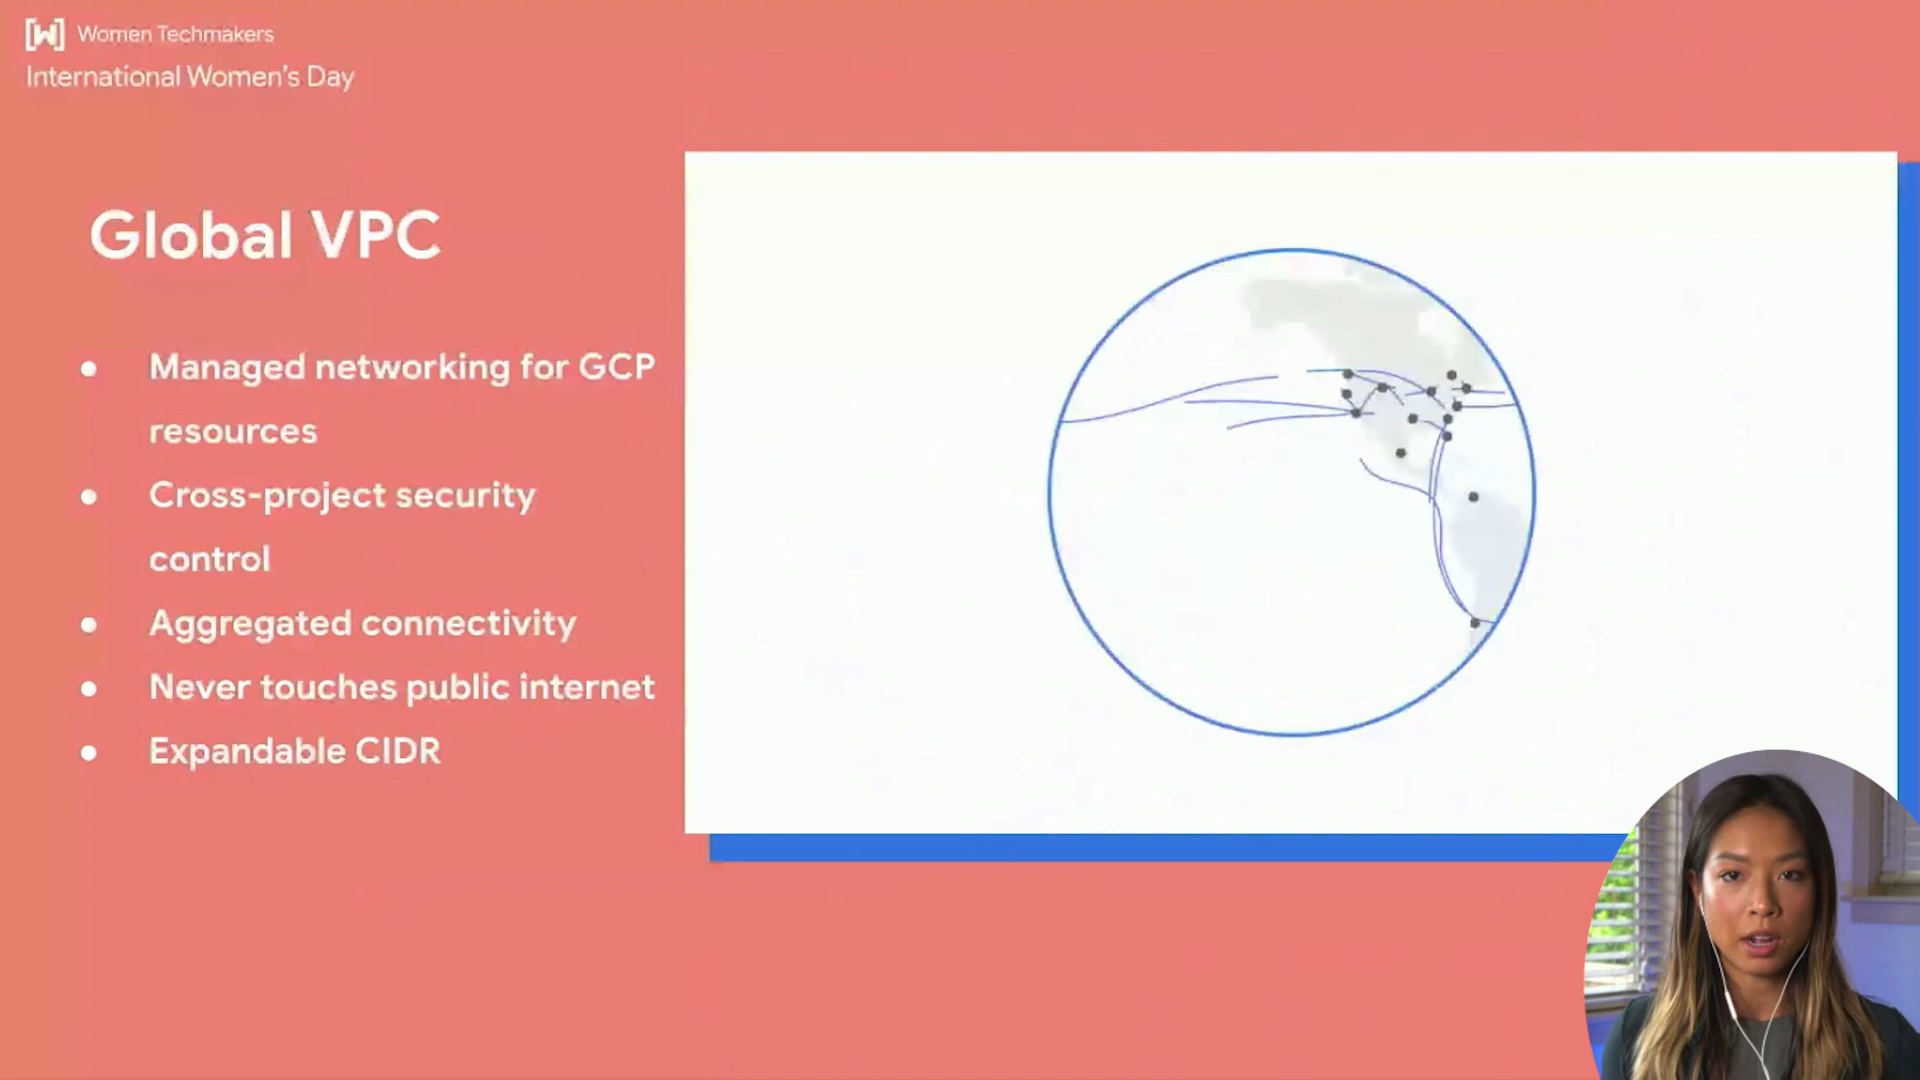 [W] Women Techmakers
International Women's Day
Global VPC
● Managed networking for GCP
resources
● Cross-project security
control
● Aggregated connectivity
● Never touches public internet
● Expandable CIDR